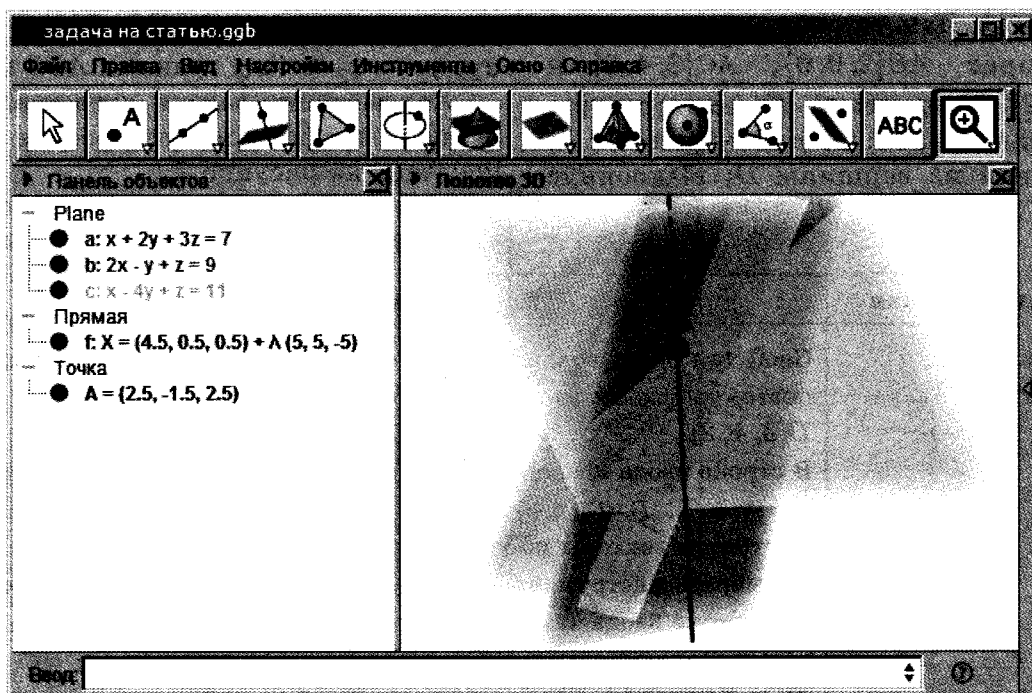 задача на статью.ggb
Файл Правка Вид Настройки Инструменты Окно Справка
A
α
ABC
Панель объектов
Полотно 3D
Plane
a: x + 2y + 3z = 7
b: 2x - y + z = 9
c: x - 4y + z = 11
Прямая
f: X = (4.5, 0.5, 0.5) + λ (5, 5, -5)
Точка
A = (2.5, -1.5, 2.5)
Ввод: